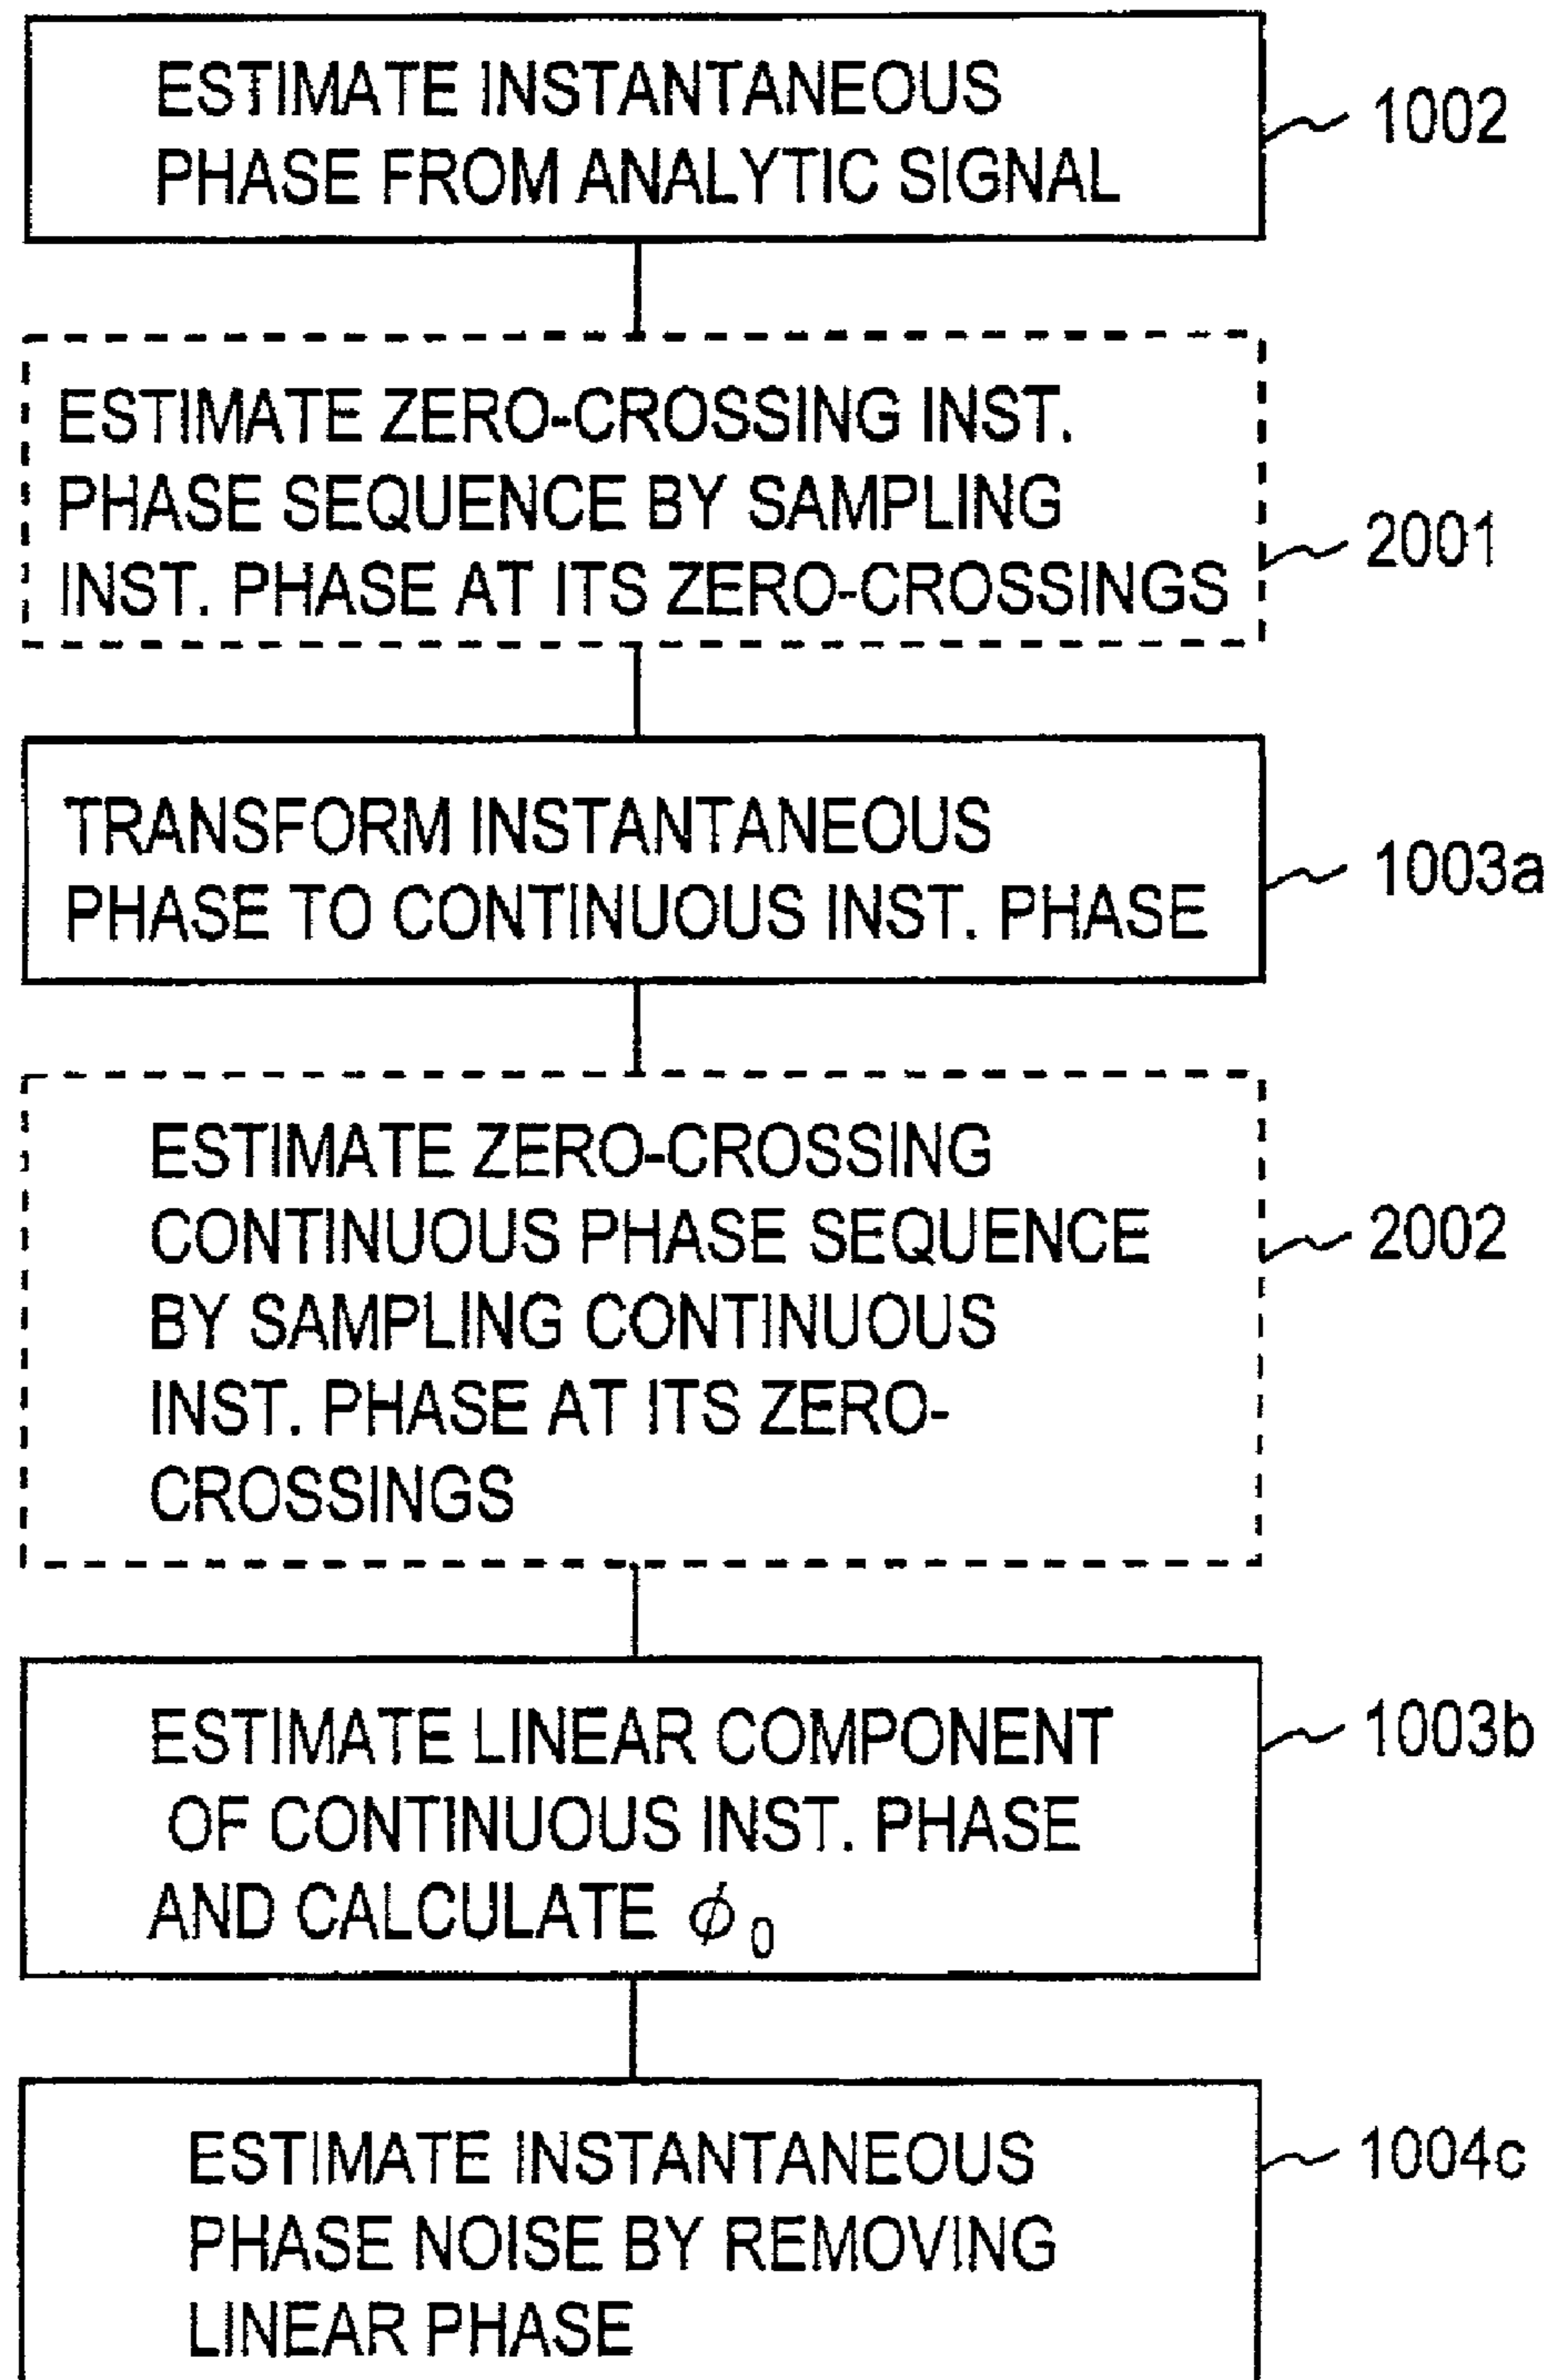 ESTIMATE INSTANTANEOUS
PHASE FROM ANALYTIC SIGNAL
1002
ESTIMATE ZERO-CROSSING INST.
PHASE SEQUENCE BY SAMPLING
INST. PHASE AT ITS ZERO-CROSSINGS
2001
TRANSFORM INSTANTANEOUS
PHASE TO CONTINUOUS INST. PHASE
1003a
ESTIMATE ZERO-CROSSING
CONTINUOUS PHASE SEQUENCE
BY SAMPLING CONTINUOUS
INST. PHASE AT ITS ZERO-
CROSSINGS
2002
ESTIMATE LINEAR COMPONENT
OF CONTINUOUS INST. PHASE
AND CALCULATE ϕ0
1003b
ESTIMATE INSTANTANEOUS
PHASE NOISE BY REMOVING
LINEAR PHASE
1004c